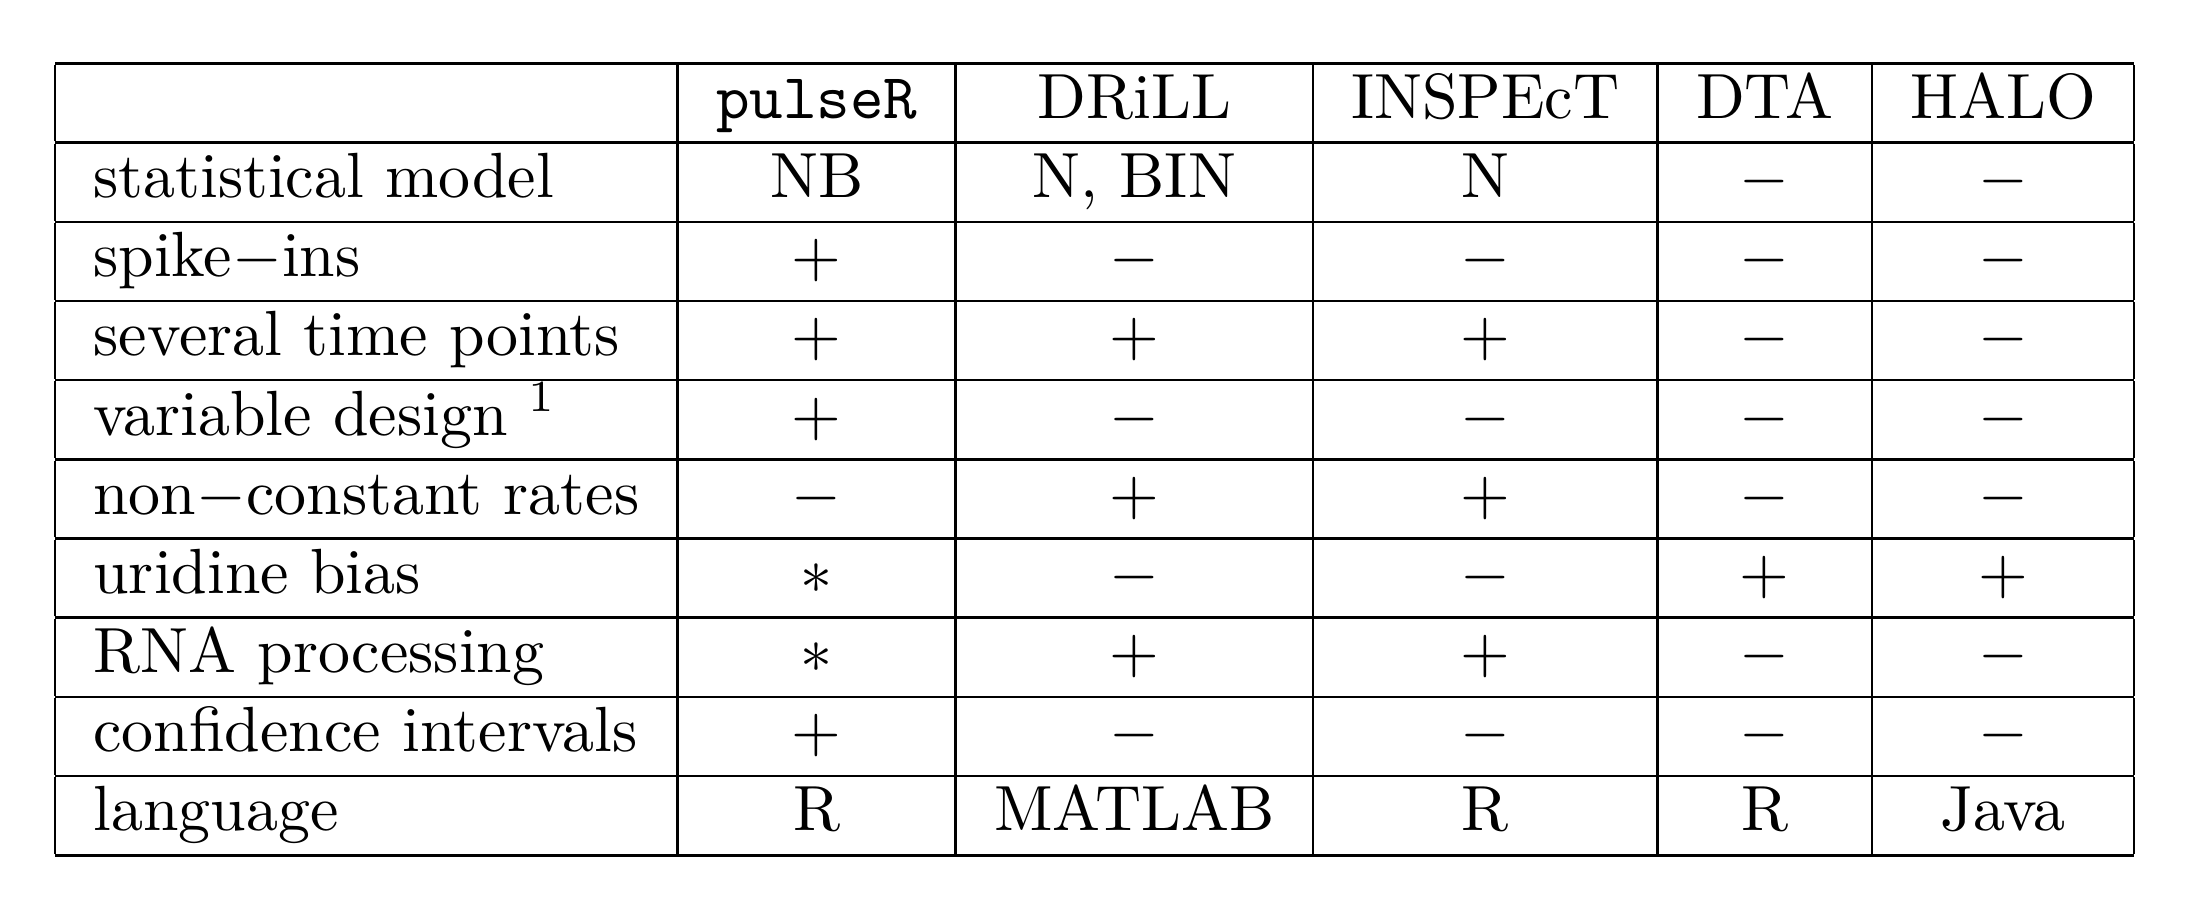 pulseR DRiLL INSPEcT DTA HALO
statistical model NB N, BIN N − −
spike−ins + − − − −
several time points + + + − −
variable design ¹ + − − − −
non−constant rates − + + − −
uridine bias * − − + +
RNA processing * + + − −
confidence intervals + − − − −
language R MATLAB R R Java